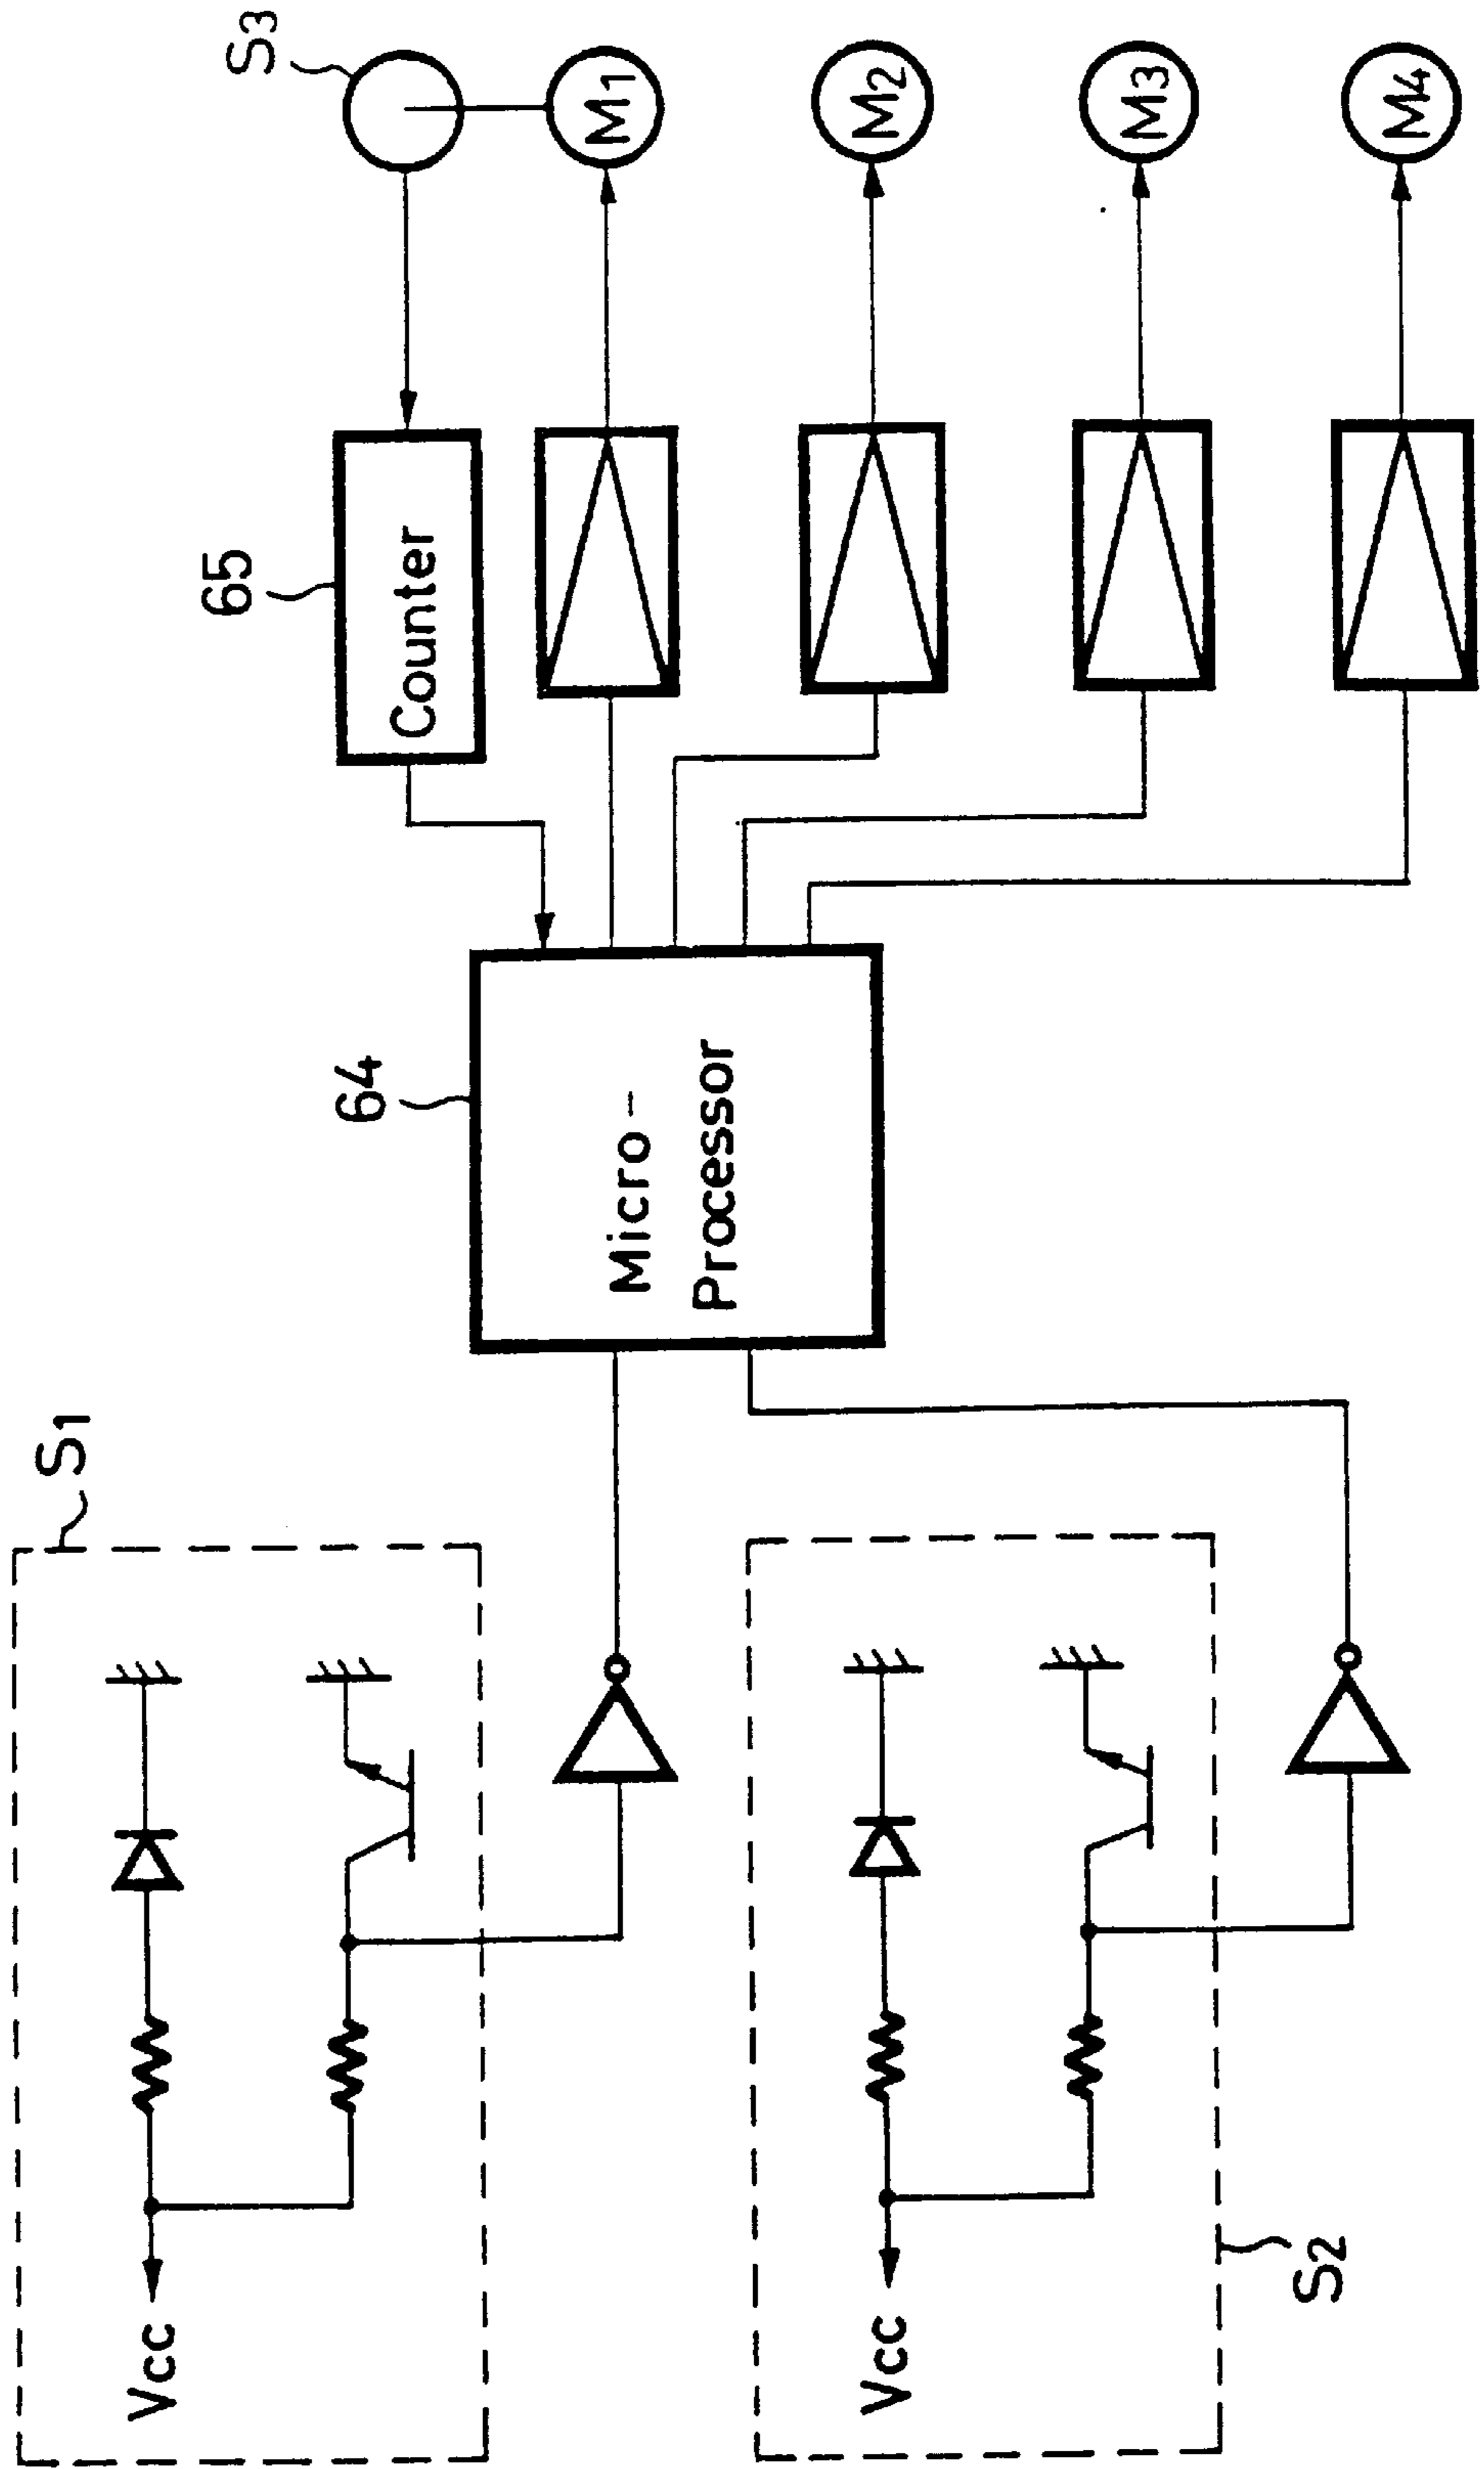 S1
Vcc
Vcc
S2
64
Micro-
Processor
65
Counter
S3
M1
M2
M3
M4